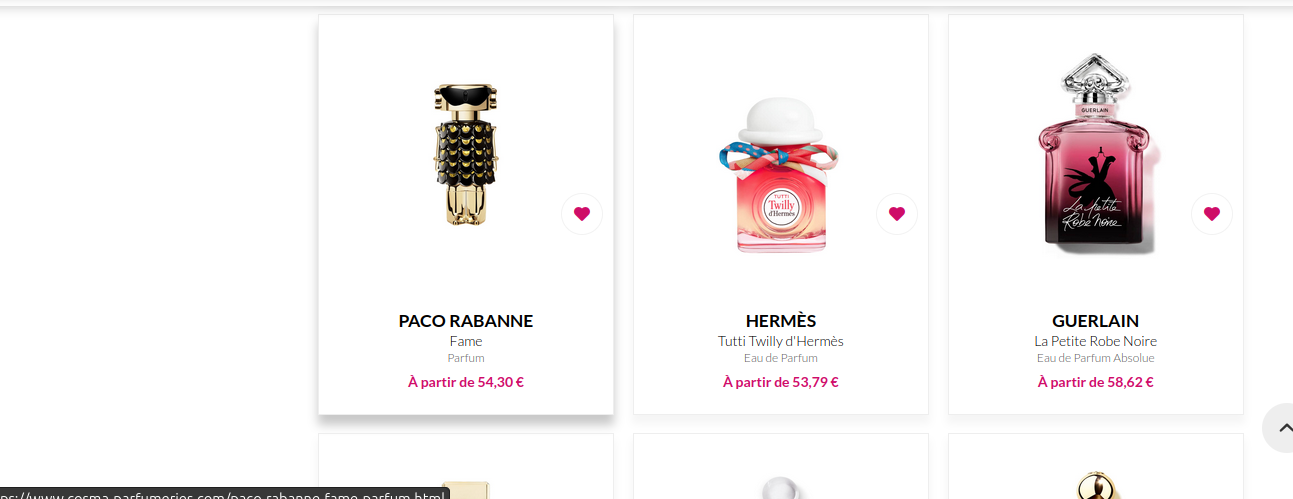 GUERLAIN
TUTTI
Twilly
d'Hermès
La petite
Robe Noire
PACO RABANNE
Fame
Parfum
À partir de 54,30 €
HERMÈS
Tutti Twilly d'Hermès
Eau de Parfum
À partir de 53,79 €
GUERLAIN
La Petite Robe Noire
Eau de Parfum Absolue
À partir de 58,62 €
ps://www.cosma-parfumeries.com/paco-rabanne-fame-parfum.html